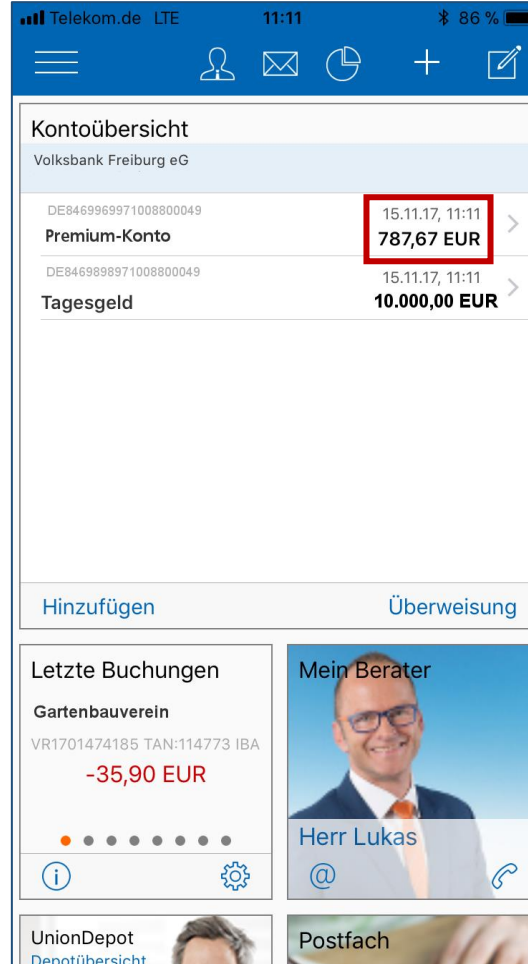 Telekom.de LTE 11:11 86 %
Kontoübersicht
Volksbank Freiburg eG
DE8469969971008800049 15.11.17, 11:11
Premium-Konto 787,67 EUR
DE8469898971008800049 15.11.17, 11:11
Tagesgeld 10.000,00 EUR
Hinzufügen Überweisung
Letzte Buchungen
Gartenbauverein
VR1701474185 TAN:114773 IBA
-35,90 EUR
Mein Berater
Herr Lukas
@
UnionDepot
Depotübersicht
Postfach